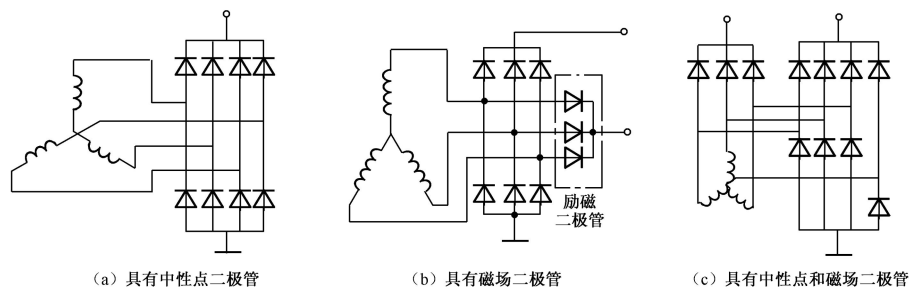 励磁
二极管
（a）具有中性点二极管
（b）具有磁场二极管
（c）具有中性点和磁场二极管